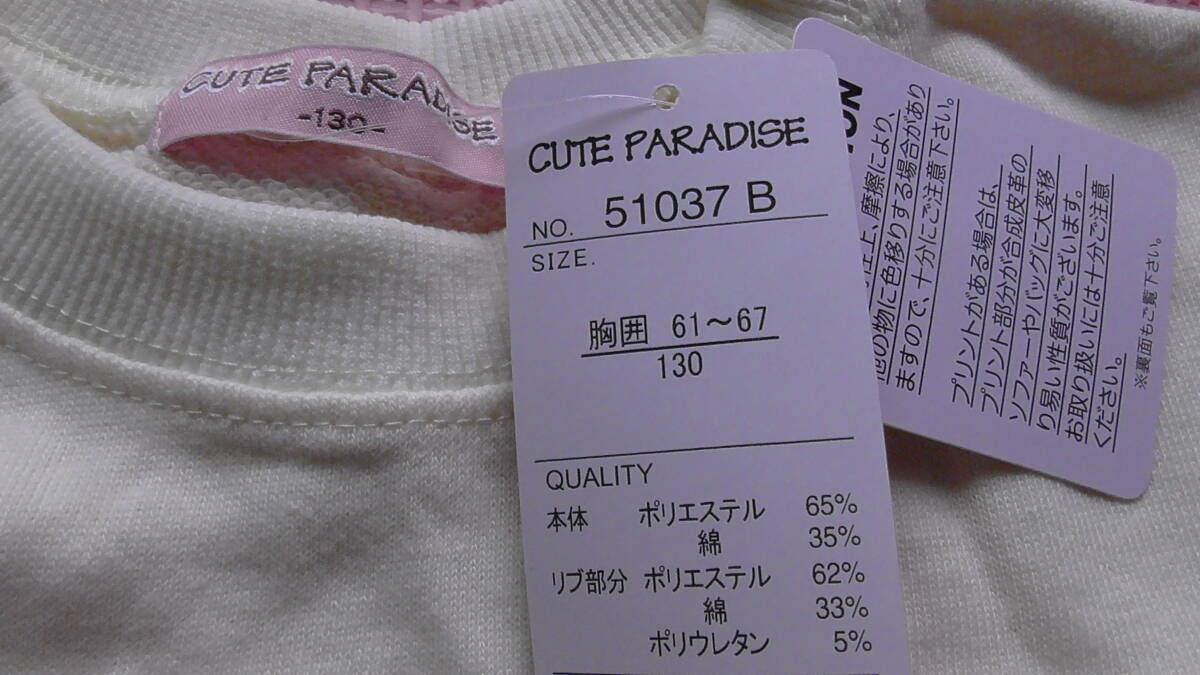 CUTE PARADISE
-130-
CUTE PARADISE
NO. 51037 B
SIZE.
胸囲 61～67
130
QUALITY
本体 ポリエステル 65%
綿 35%
リブ部分 ポリエステル 62%
綿 33%
ポリウレタン 5%
上、摩擦により、
他の物に色移りする場合があり
ますので、十分にご注意下さい。
プリントがある場合は、
プリント部分が合成皮革の
ソファーやバッグに大変移
り易い性質がございます。
お取り扱いには十分ご注意
ください。
※裏面もご覧下さい。